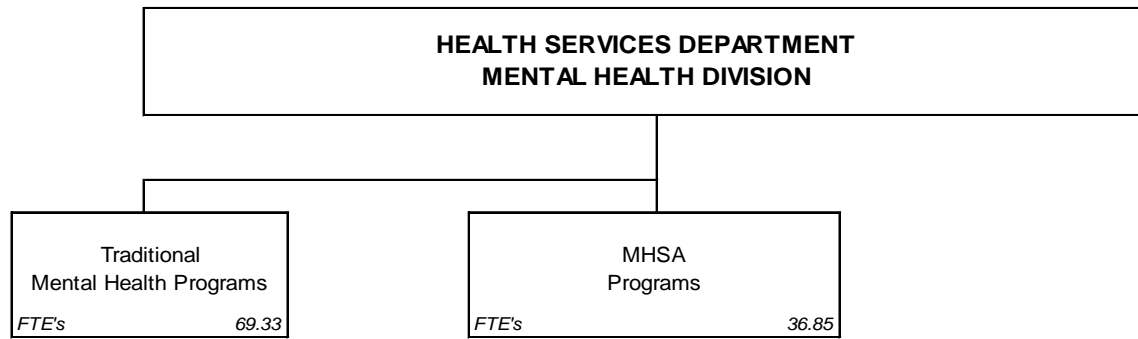 HEALTH SERVICES DEPARTMENT
MENTAL HEALTH DIVISION
Traditional
Mental Health Programs
FTE's 69.33
MHSA
Programs
FTE's 36.85